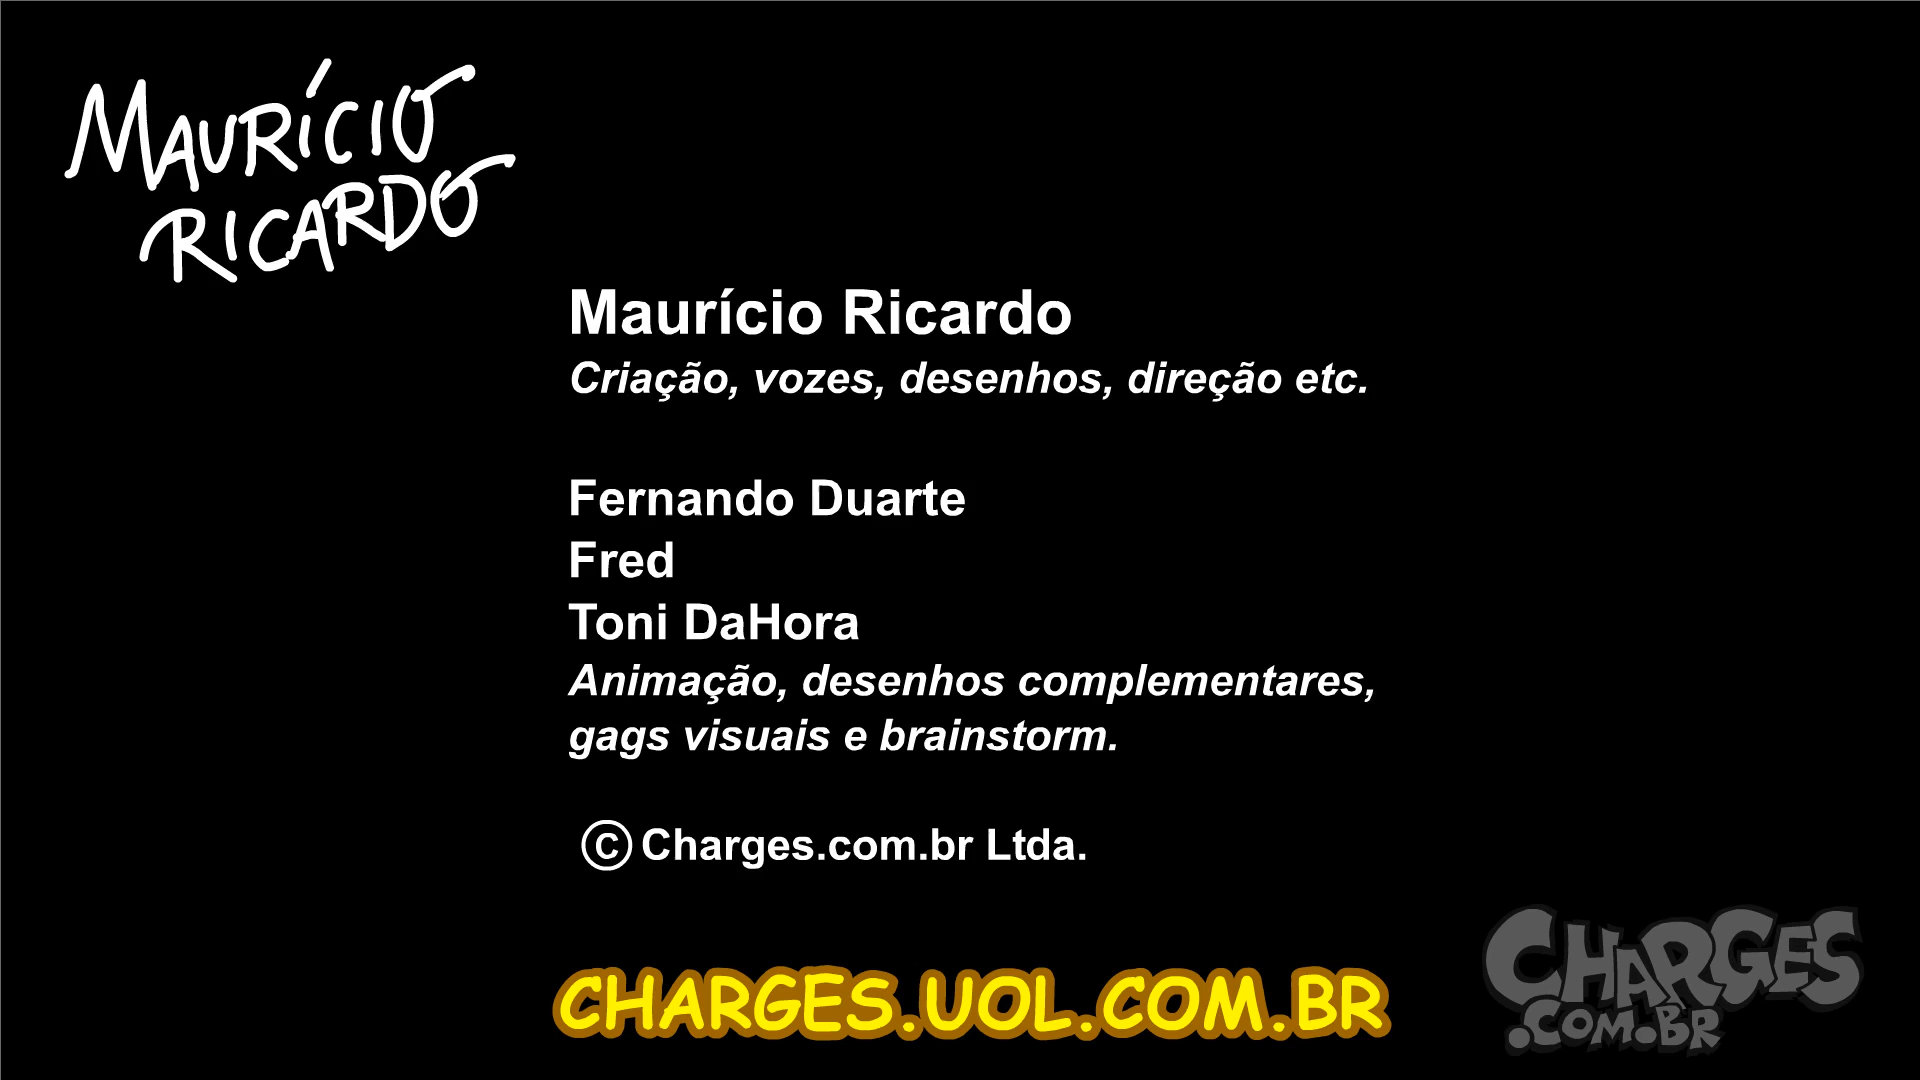 MAURÍCIO
RICARDO
Maurício Ricardo
Criação, vozes, desenhos, direção etc.
Fernando Duarte
Fred
Toni DaHora
Animação, desenhos complementares,
gags visuais e brainstorm.
© Charges.com.br Ltda.
CHARGES.UOL.COM.BR
CHARGES
.COM.BR